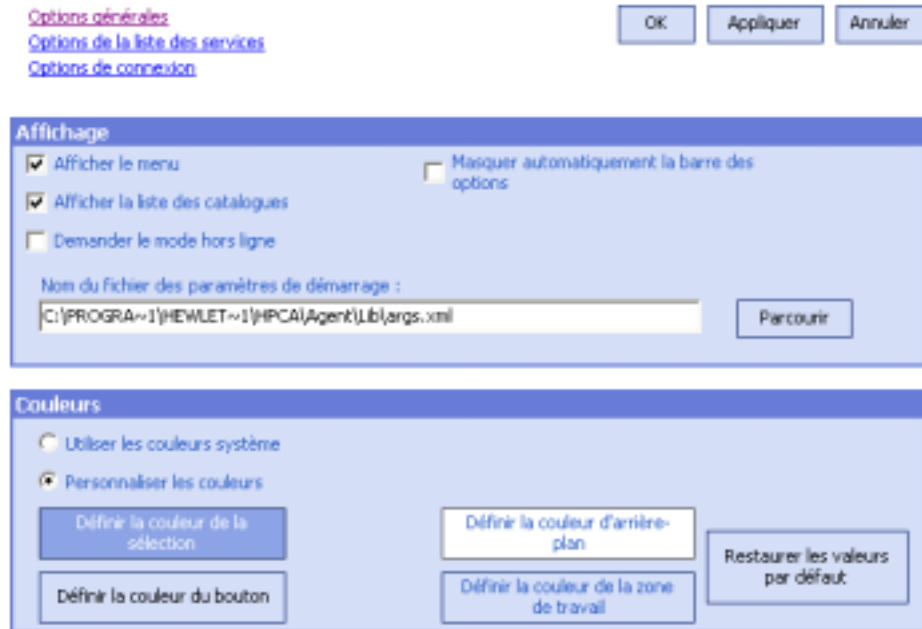 Options générales
Options de la liste des services
Options de connexion
OK
Appliquer
Annuler
Affichage
Afficher le menu
Masquer automatiquement la barre des
options
Afficher la liste des catalogues
Demander le mode hors ligne
Nom du fichier des paramètres de démarrage :
C:\PROGRA~1\HEWLET~1\HPCA\Agent\Lib\args.xml
Parcourir
Couleurs
Utiliser les couleurs système
Personnaliser les couleurs
Définir la couleur de la
sélection
Définir la couleur d'arrière-
plan
Restaurer les valeurs
par défaut
Définir la couleur du bouton
Définir la couleur de la zone
de travail